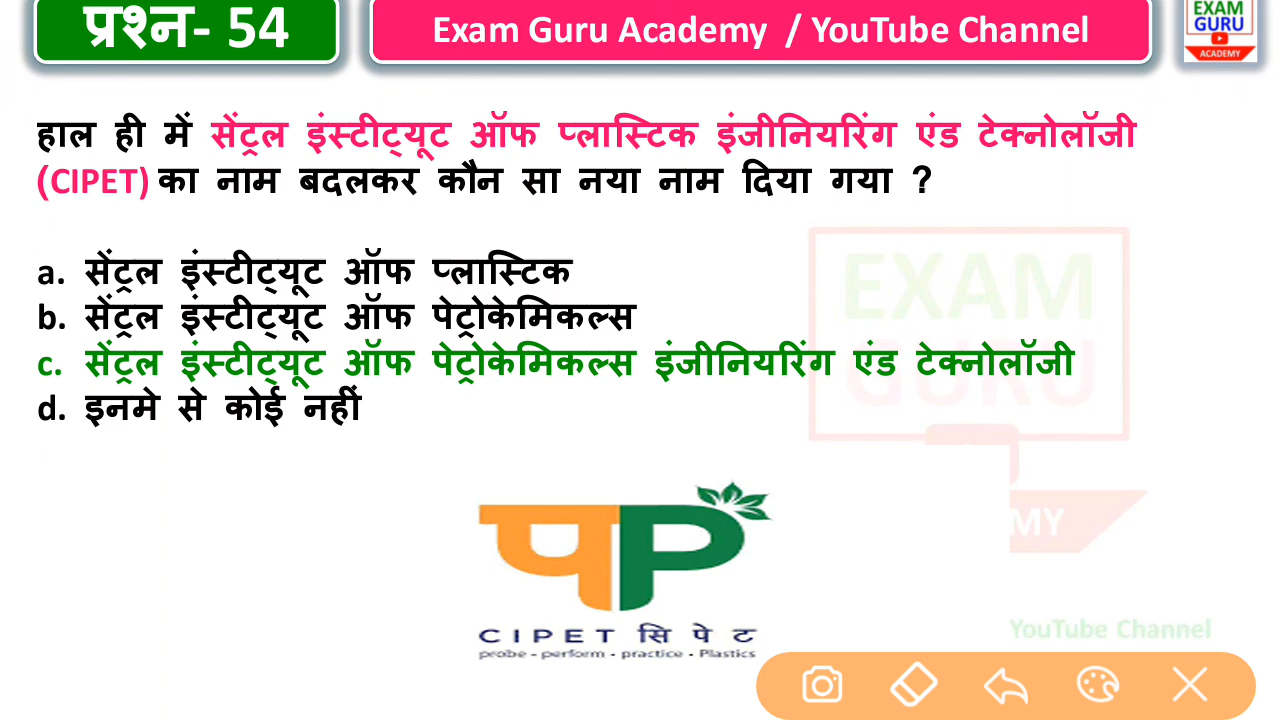 प्रश्न- 54
Exam Guru Academy / YouTube Channel
EXAM
GURU
ACADEMY
हाल ही में सेंट्रल इंस्टीट्यूट ऑफ प्लास्टिक इंजीनियरिंग एंड टेक्नोलॉजी
(CIPET) का नाम बदलकर कौन सा नया नाम दिया गया ?
a. सेंट्रल इंस्टीट्यूट ऑफ प्लास्टिक
b. सेंट्रल इंस्टीट्यूट ऑफ पेट्रोकेमिकल्स
c. सेंट्रल इंस्टीट्यूट ऑफ पेट्रोकेमिकल्स इंजीनियरिंग एंड टेक्नोलॉजी
d. इनमे से कोई नहीं
EXAM
GURU
MY
पP
CIPET सिपेट
probe - perform - practice - Plastics
YouTube Channel